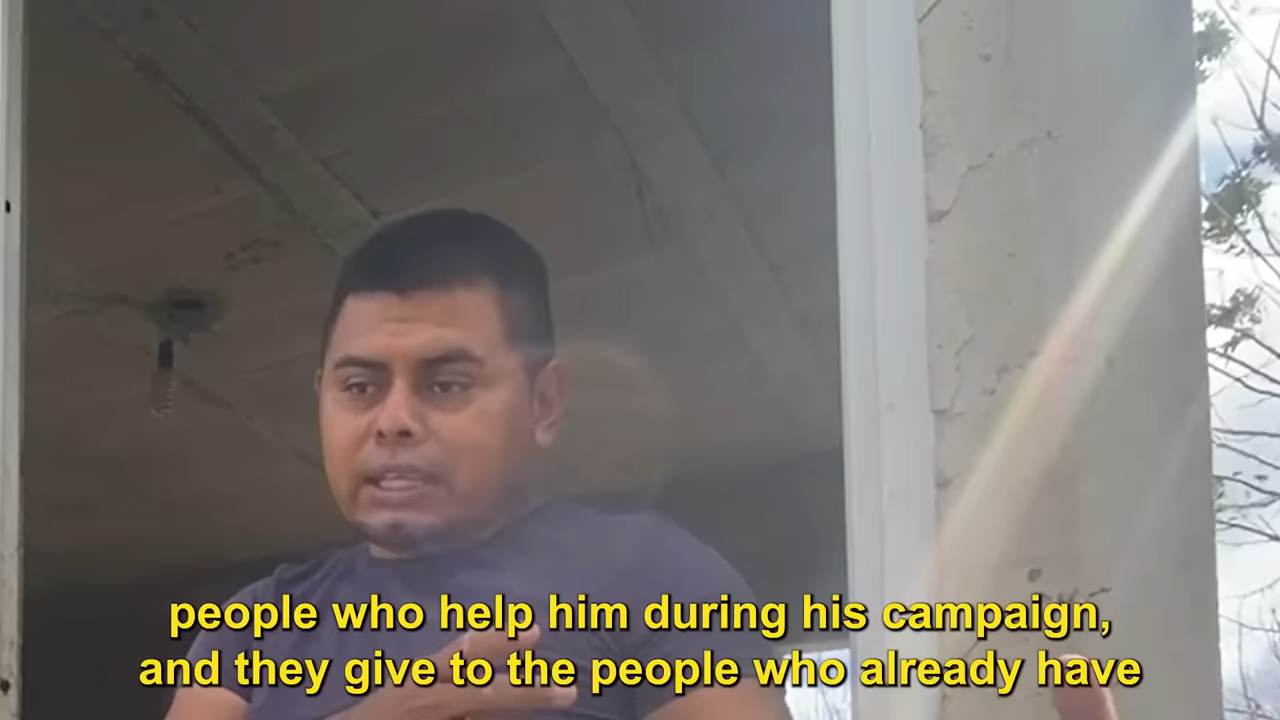 people who help him during his campaign,
and they give to the people who already have